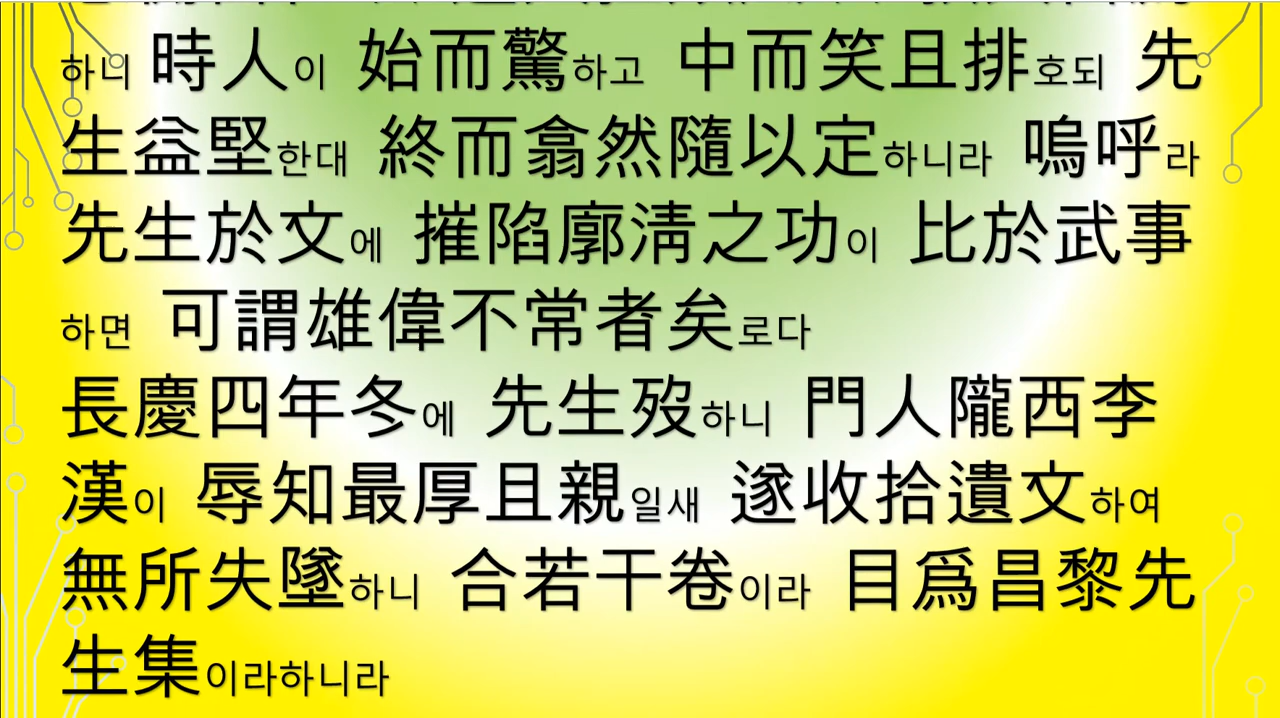 하니 時人이 始而驚하고 中而笑且排호되 先
生益堅한대 終而翕然隨以定하니라 嗚呼라
先生於文에 摧陷廓淸之功이 比於武事
하면 可謂雄偉不常者矣로다
長慶四年冬에 先生歿하니 門人隴西李
漢이 辱知最厚且親일새 遂收拾遺文하여
無所失墜하니 合若干卷이라 目爲昌黎先
生集이라하니라